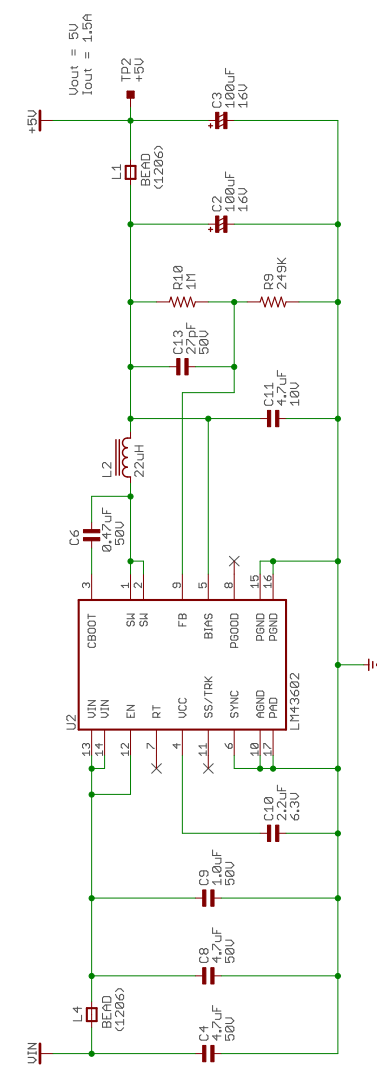 VIN
C4
4.7uF
50V
L4
BEAD
(1206)
C8
4.7uF
50V
C9
1.0uF
50V
C10
2.2uF
6.3V
U2
LM43602
13
VIN
14
VIN
12
EN
7
RT
4
VCC
11
SS/TRK
6
SYNC
10
AGND
17
PAD
3
CBOOT
1
SW
2
SW
9
FB
5
BIAS
8
PGOOD
15
PGND
16
PGND
C6
0.47uF
50V
L2
22uH
C11
4.7uF
10V
C13
27pF
50V
R10
1M
R9
249K
C2
100uF
16V
L1
BEAD
(1206)
C3
100uF
16V
+5V
TP2
+5V
Vout = 5V
Iout = 1.5A